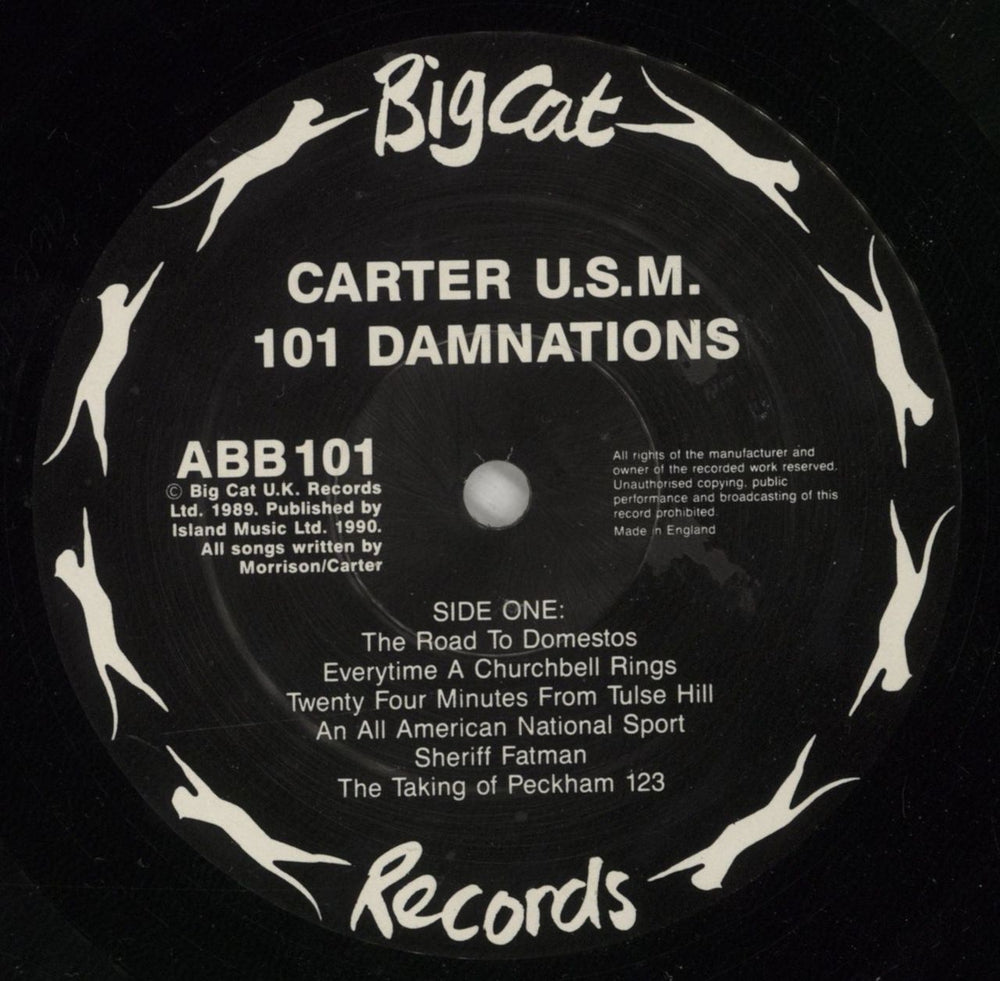 BigCat
CARTER U.S.M.
101 DAMNATIONS
ABB101
© Big Cat U.K. Records
Ltd. 1989. Published by
Island Music Ltd. 1990.
All songs written by
Morrison/Carter
All rights of the manufacturer and
owner of the recorded work reserved.
Unauthorised copying, public
performance and broadcasting of this
record prohibited.
Made in England
SIDE ONE:
The Road To Domestos
Everytime A Churchbell Rings
Twenty Four Minutes From Tulse Hill
An All American National Sport
Sheriff Fatman
The Taking of Peckham 123
Records